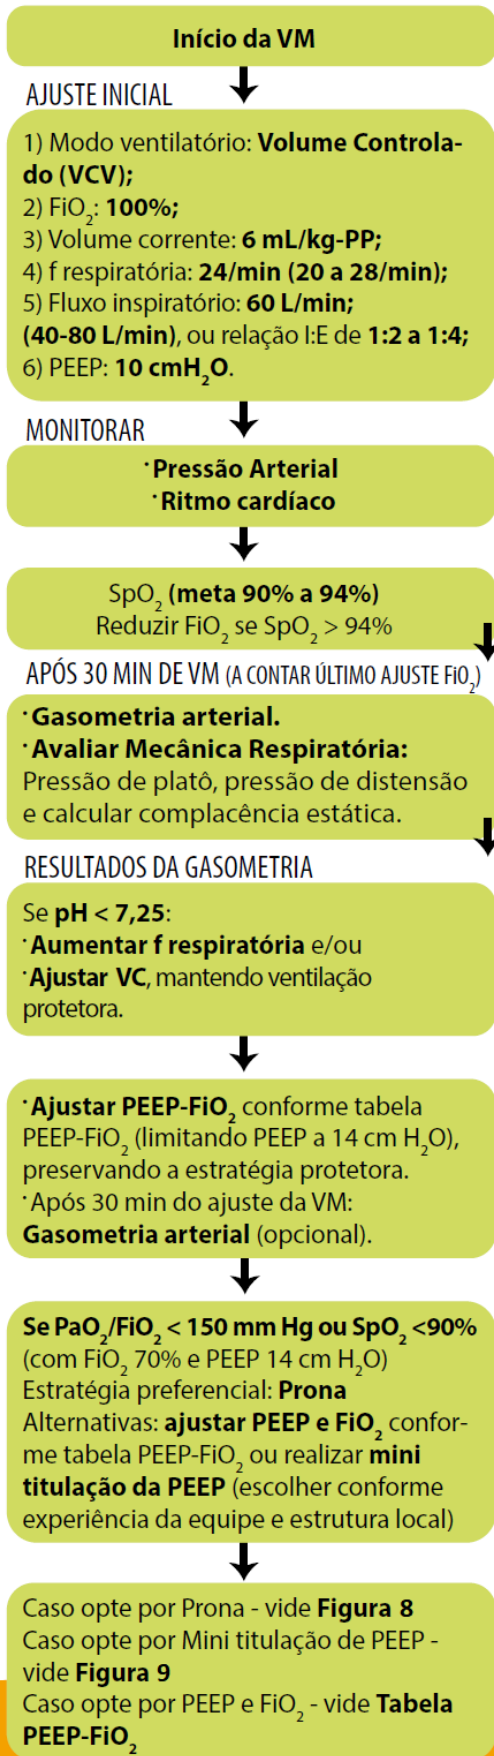 Início da VM
AJUSTE INICIAL
1) Modo ventilatório: Volume Controla-
do (VCV);
2) FiO₂: 100%;
3) Volume corrente: 6 mL/kg-PP;
4) f respiratória: 24/min (20 a 28/min);
5) Fluxo inspiratório: 60 L/min;
(40-80 L/min), ou relação I:E de 1:2 a 1:4;
6) PEEP: 10 cmH₂O.
MONITORAR
·Pressão Arterial
·Ritmo cardíaco
SpO₂ (meta 90% a 94%)
Reduzir FiO₂ se SpO₂ > 94%
APÓS 30 MIN DE VM (A CONTAR ÚLTIMO AJUSTE FiO₂)
·Gasometria arterial.
·Avaliar Mecânica Respiratória:
Pressão de platô, pressão de distensão
e calcular complacência estática.
RESULTADOS DA GASOMETRIA
Se pH < 7,25:
·Aumentar f respiratória e/ou
·Ajustar VC, mantendo ventilação
protetora.
·Ajustar PEEP-FiO₂ conforme tabela
PEEP-FiO₂ (limitando PEEP a 14 cm H₂O),
preservando a estratégia protetora.
·Após 30 min do ajuste da VM:
Gasometria arterial (opcional).
Se PaO₂/FiO₂ < 150 mm Hg ou SpO₂ <90%
(com FiO₂ 70% e PEEP 14 cm H₂O)
Estratégia preferencial: Prona
Alternativas: ajustar PEEP e FiO₂ confor-
me tabela PEEP-FiO₂ ou realizar mini
titulação da PEEP (escolher conforme
experiência da equipe e estrutura local)
Caso opte por Prona - vide Figura 8
Caso opte por Mini titulação de PEEP -
vide Figura 9
Caso opte por PEEP e FiO₂ - vide Tabela
PEEP-FiO₂